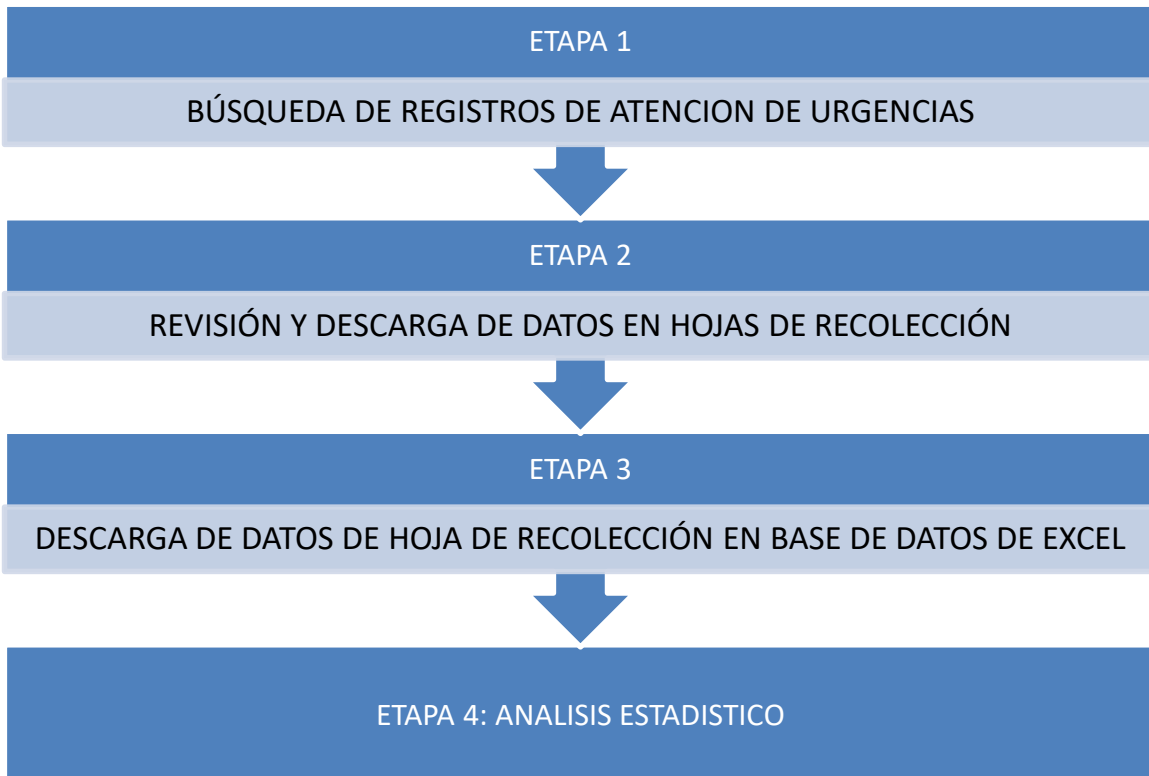 ETAPA 1
BÚSQUEDA DE REGISTROS DE ATENCION DE URGENCIAS
ETAPA 2
REVISIÓN Y DESCARGA DE DATOS EN HOJAS DE RECOLECCIÓN
ETAPA 3
DESCARGA DE DATOS DE HOJA DE RECOLECCIÓN EN BASE DE DATOS DE EXCEL
ETAPA 4: ANALISIS ESTADISTICO